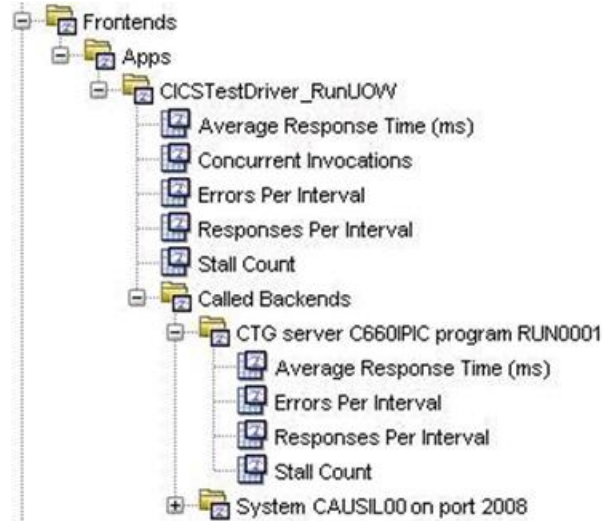 Frontends
Apps
CICSTestDriver_RunUOW
Average Response Time (ms)
Concurrent Invocations
Errors Per Interval
Responses Per Interval
Stall Count
Called Backends
CTG server C660IPIC program RUN0001
Average Response Time (ms)
Errors Per Interval
Responses Per Interval
Stall Count
System CAUSIL00 on port 2008